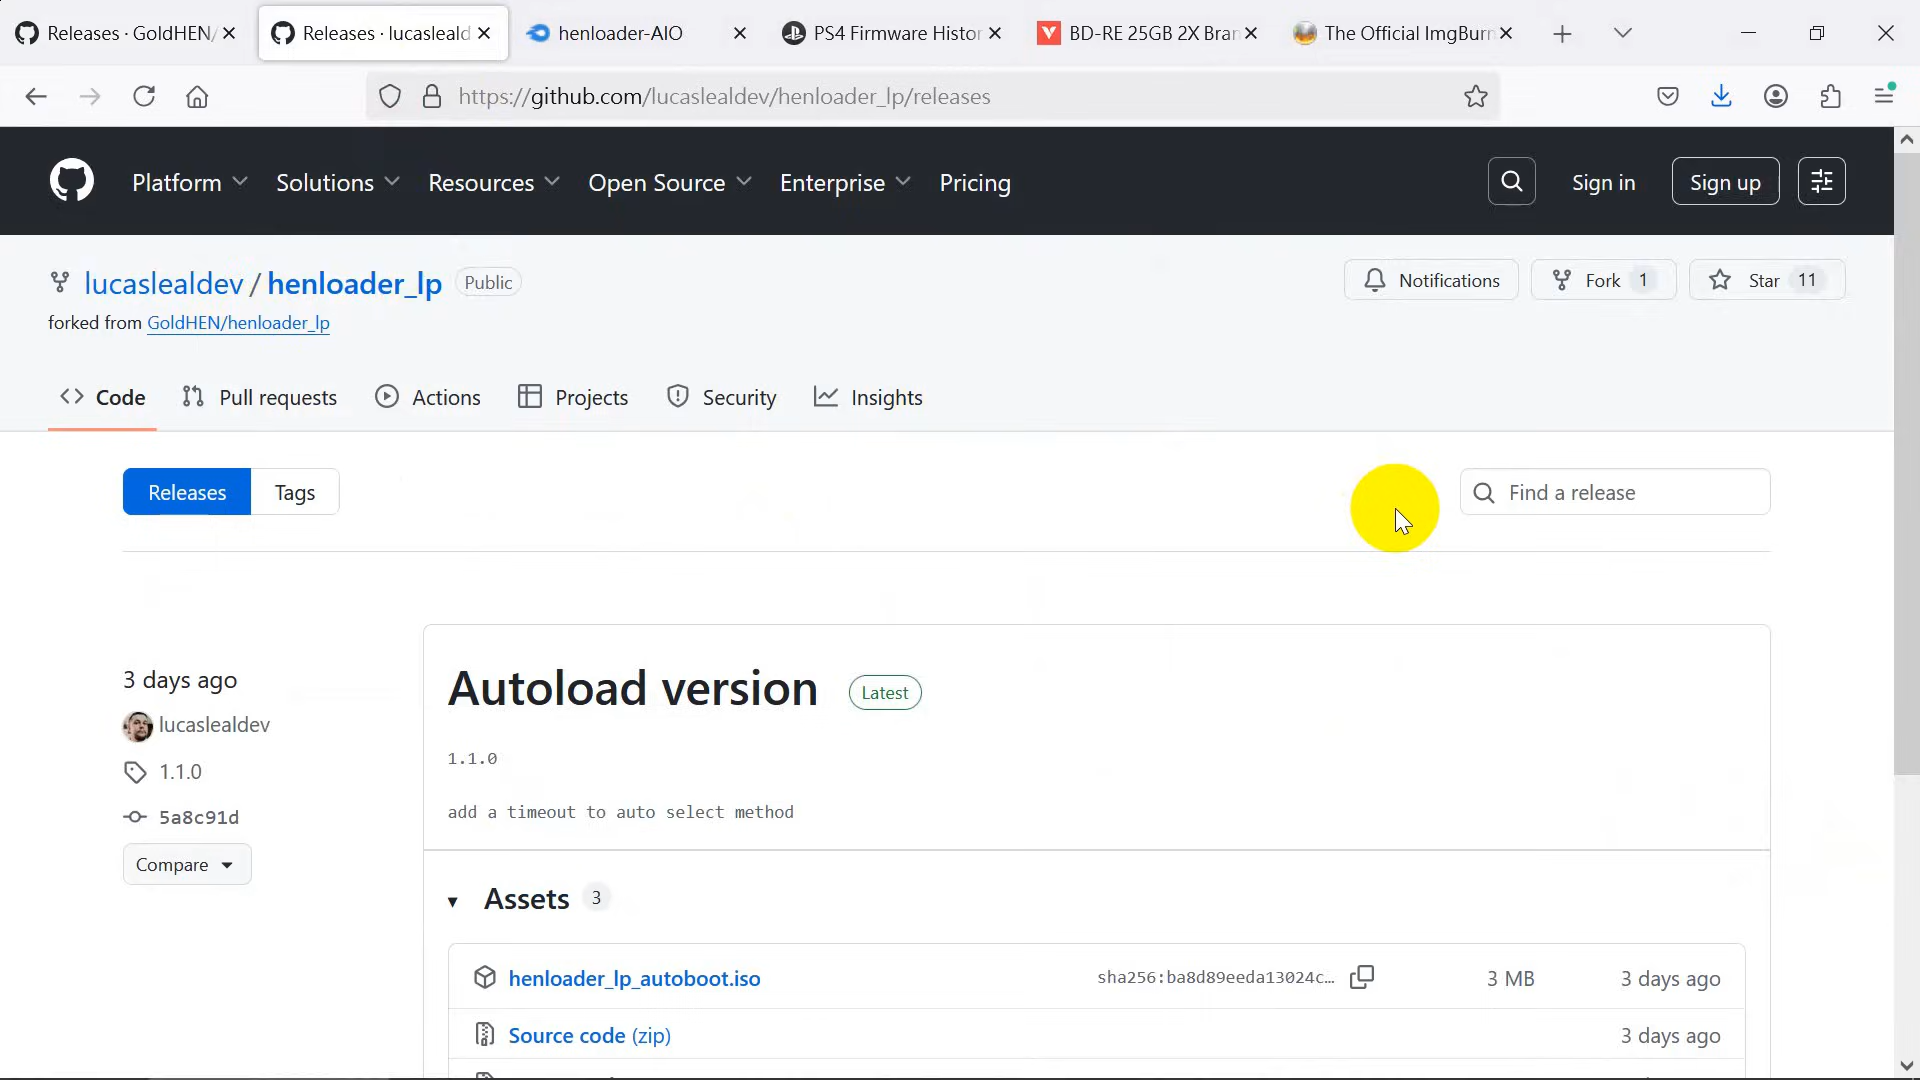 Releases · GoldHEN/
Releases · lucasleald
henloader-AIO
PS4 Firmware Histor
BD-RE 25GB 2X Bran
The Official ImgBurn
https://github.com/lucaslealdev/henloader_lp/releases
Platform
Solutions
Resources
Open Source
Enterprise
Pricing
Sign in
Sign up
lucaslealdev / henloader_lp
Public
Notifications
Fork 1
Star 11
forked from GoldHEN/henloader_lp
Code
Pull requests
Actions
Projects
Security
Insights
Releases
Tags
Find a release
3 days ago
lucaslealdev
1.1.0
5a8c91d
Compare
Autoload version
Latest
1.1.0
add a timeout to auto select method
Assets 3
henloader_lp_autoboot.iso
sha256:ba8d89eeda13024c…
3 MB
3 days ago
Source code (zip)
3 days ago